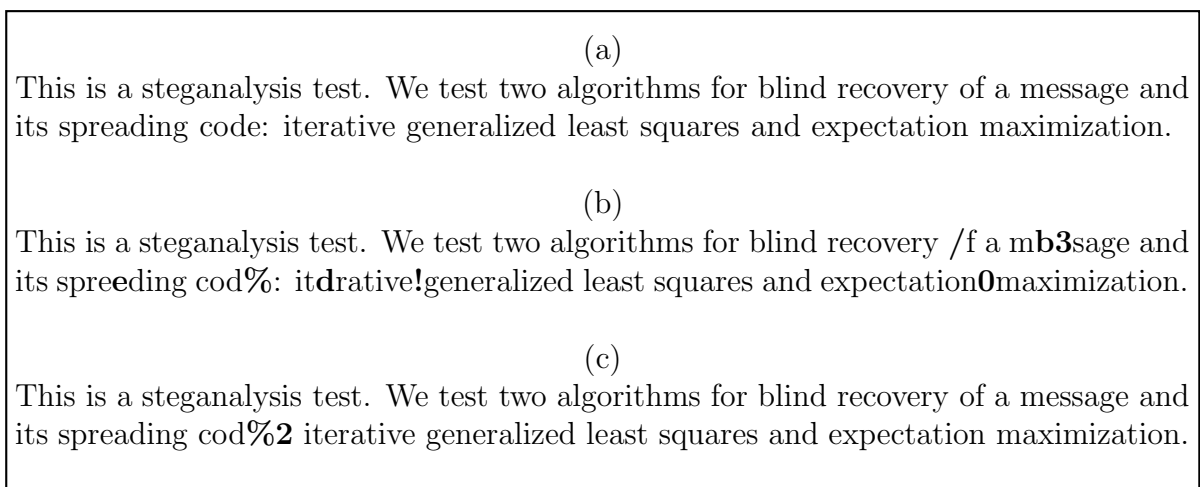 (a)
This is a steganalysis test. We test two algorithms for blind recovery of a message and
its spreading code: iterative generalized least squares and expectation maximization.
(b)
This is a steganalysis test. We test two algorithms for blind recovery /f a mb3sage and
its spreeding cod%: itdrative!generalized least squares and expectation0maximization.
(c)
This is a steganalysis test. We test two algorithms for blind recovery of a message and
its spreading cod%2 iterative generalized least squares and expectation maximization.